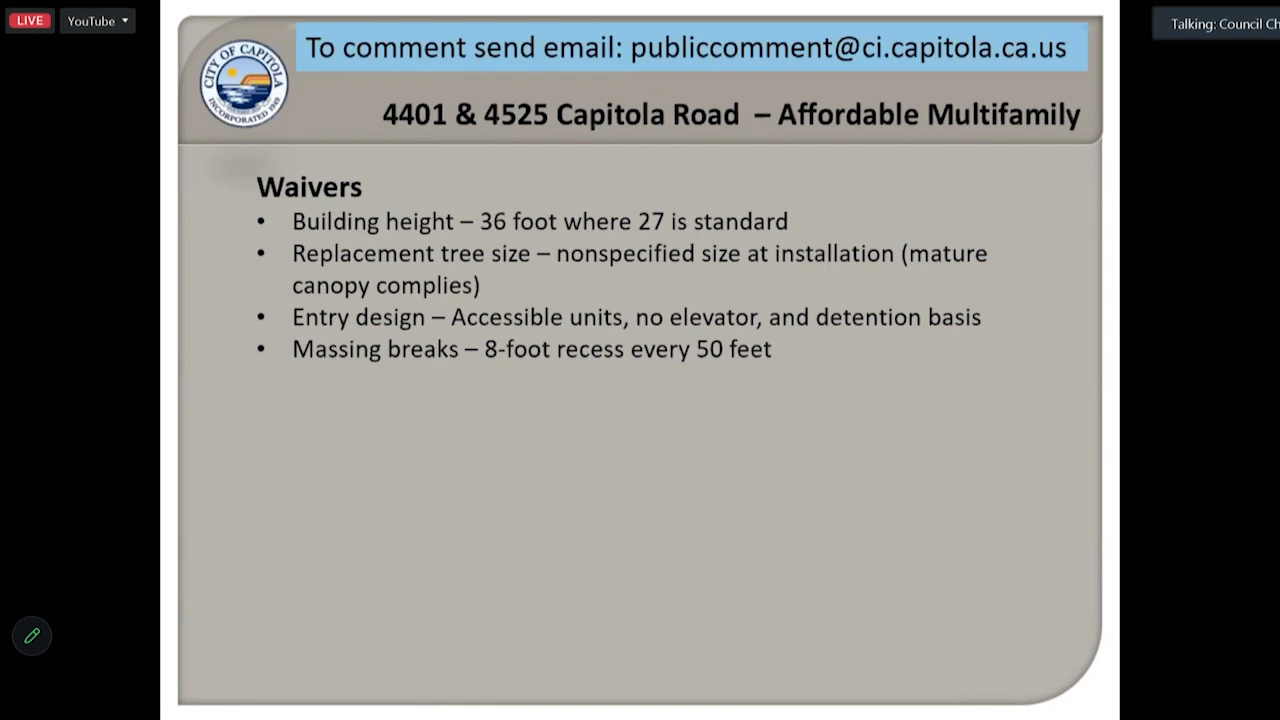 LIVE
YouTube
Talking: Council Ch
To comment send email: publiccomment@ci.capitola.ca.us
CITY OF CAPITOLA
INCORPORATED 1949
4401 & 4525 Capitola Road – Affordable Multifamily
Waivers
• Building height – 36 foot where 27 is standard
• Replacement tree size – nonspecified size at installation (mature
canopy complies)
• Entry design – Accessible units, no elevator, and detention basis
• Massing breaks – 8-foot recess every 50 feet